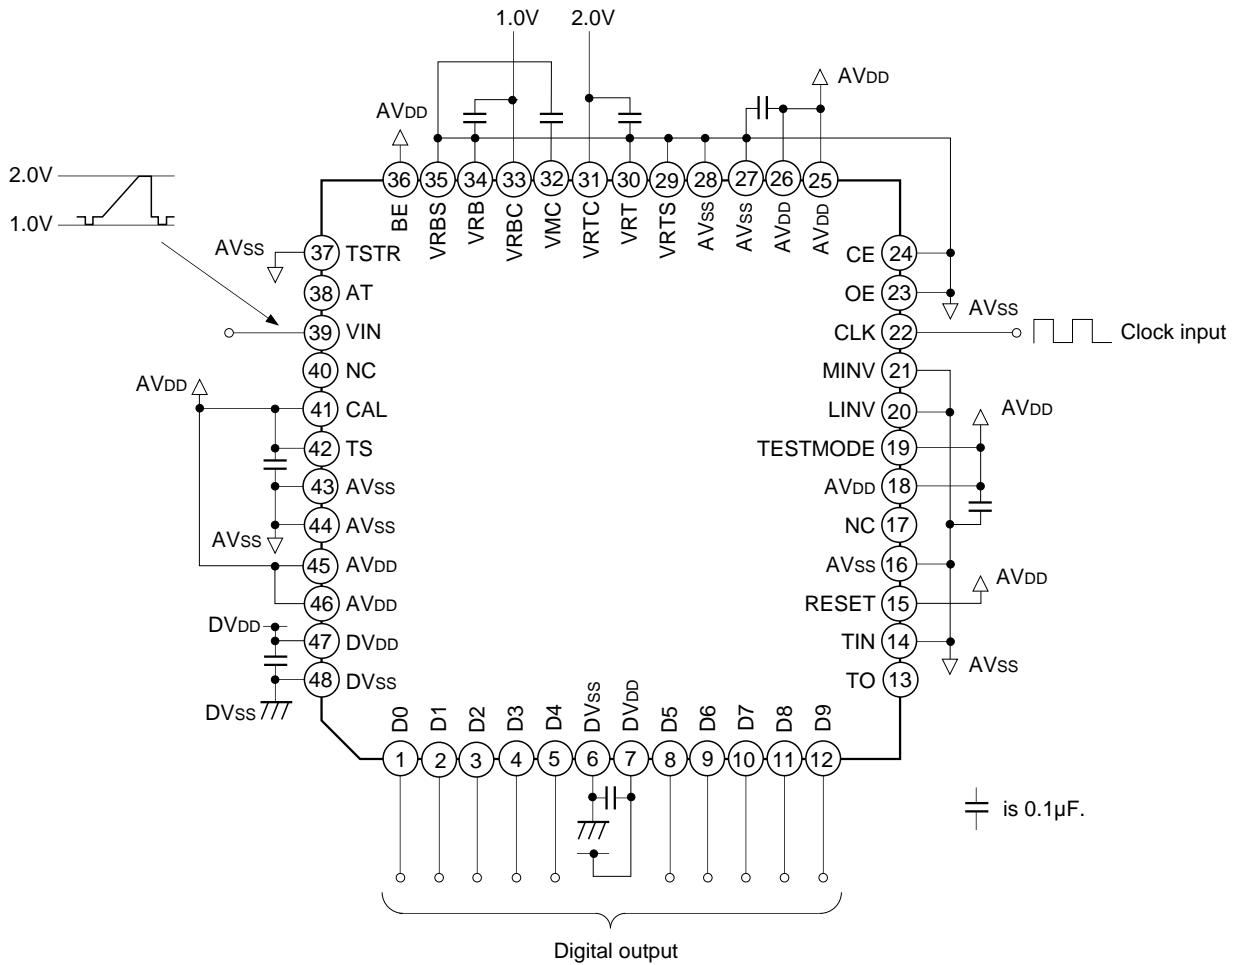 1.0V 2.0V
AVDD
AVDD
2.0V
1.0V
36 35 34 33 32 31 30 29 28 27 26 25
BE VRBS VRB VRBC VMC VRTC VRT VRTS AVSS AVSS AVDD AVDD
AVSS
37 TSTR
38 AT
39 VIN
40 NC
AVDD
41 CAL
42 TS
43 AVSS
44 AVSS
AVSS
45 AVDD
46 AVDD
DVDD
47 DVDD
48 DVSS
DVSS
CE 24
OE 23
AVSS
CLK 22
Clock input
MINV 21
LINV 20
AVDD
TESTMODE 19
AVDD 18
NC 17
AVSS 16
AVDD
RESET 15
TIN 14
AVSS
TO 13
D0 D1 D2 D3 D4 DVSS DVDD D5 D6 D7 D8 D9
1 2 3 4 5 6 7 8 9 10 11 12
is 0.1µF.
Digital output